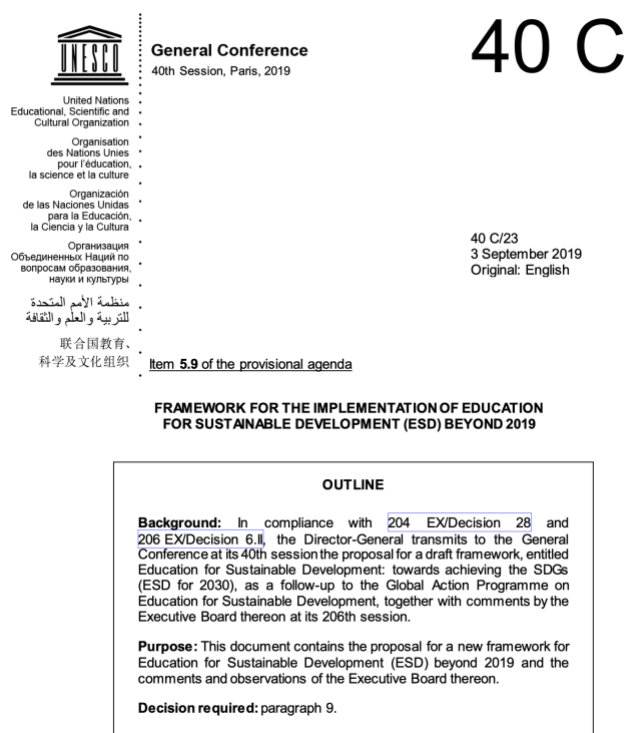 UNESCO
General Conference
40th Session, Paris, 2019
40 C
United Nations
Educational, Scientific and
Cultural Organization
Organisation
des Nations Unies
pour l'éducation,
la science et la culture
Organización
de las Naciones Unidas
para la Educación,
la Ciencia y la Cultura
Организация
Объединенных Наций по
вопросам образования,
науки и культуры
منظمة الأمم المتحدة
للتربية والعلم والثقافة
联合国教育、
科学及文化组织
40 C/23
3 September 2019
Original: English
Item 5.9 of the provisional agenda
FRAMEWORK FOR THE IMPLEMENTATION OF EDUCATION
FOR SUSTAINABLE DEVELOPMENT (ESD) BEYOND 2019
OUTLINE
Background: In compliance with 204 EX/Decision 28 and
206 EX/Decision 6.II, the Director-General transmits to the General
Conference at its 40th session the proposal for a draft framework, entitled
Education for Sustainable Development: towards achieving the SDGs
(ESD for 2030), as a follow-up to the Global Action Programme on
Education for Sustainable Development, together with comments by the
Executive Board thereon at its 206th session.
Purpose: This document contains the proposal for a new framework for
Education for Sustainable Development (ESD) beyond 2019 and the
comments and observations of the Executive Board thereon.
Decision required: paragraph 9.